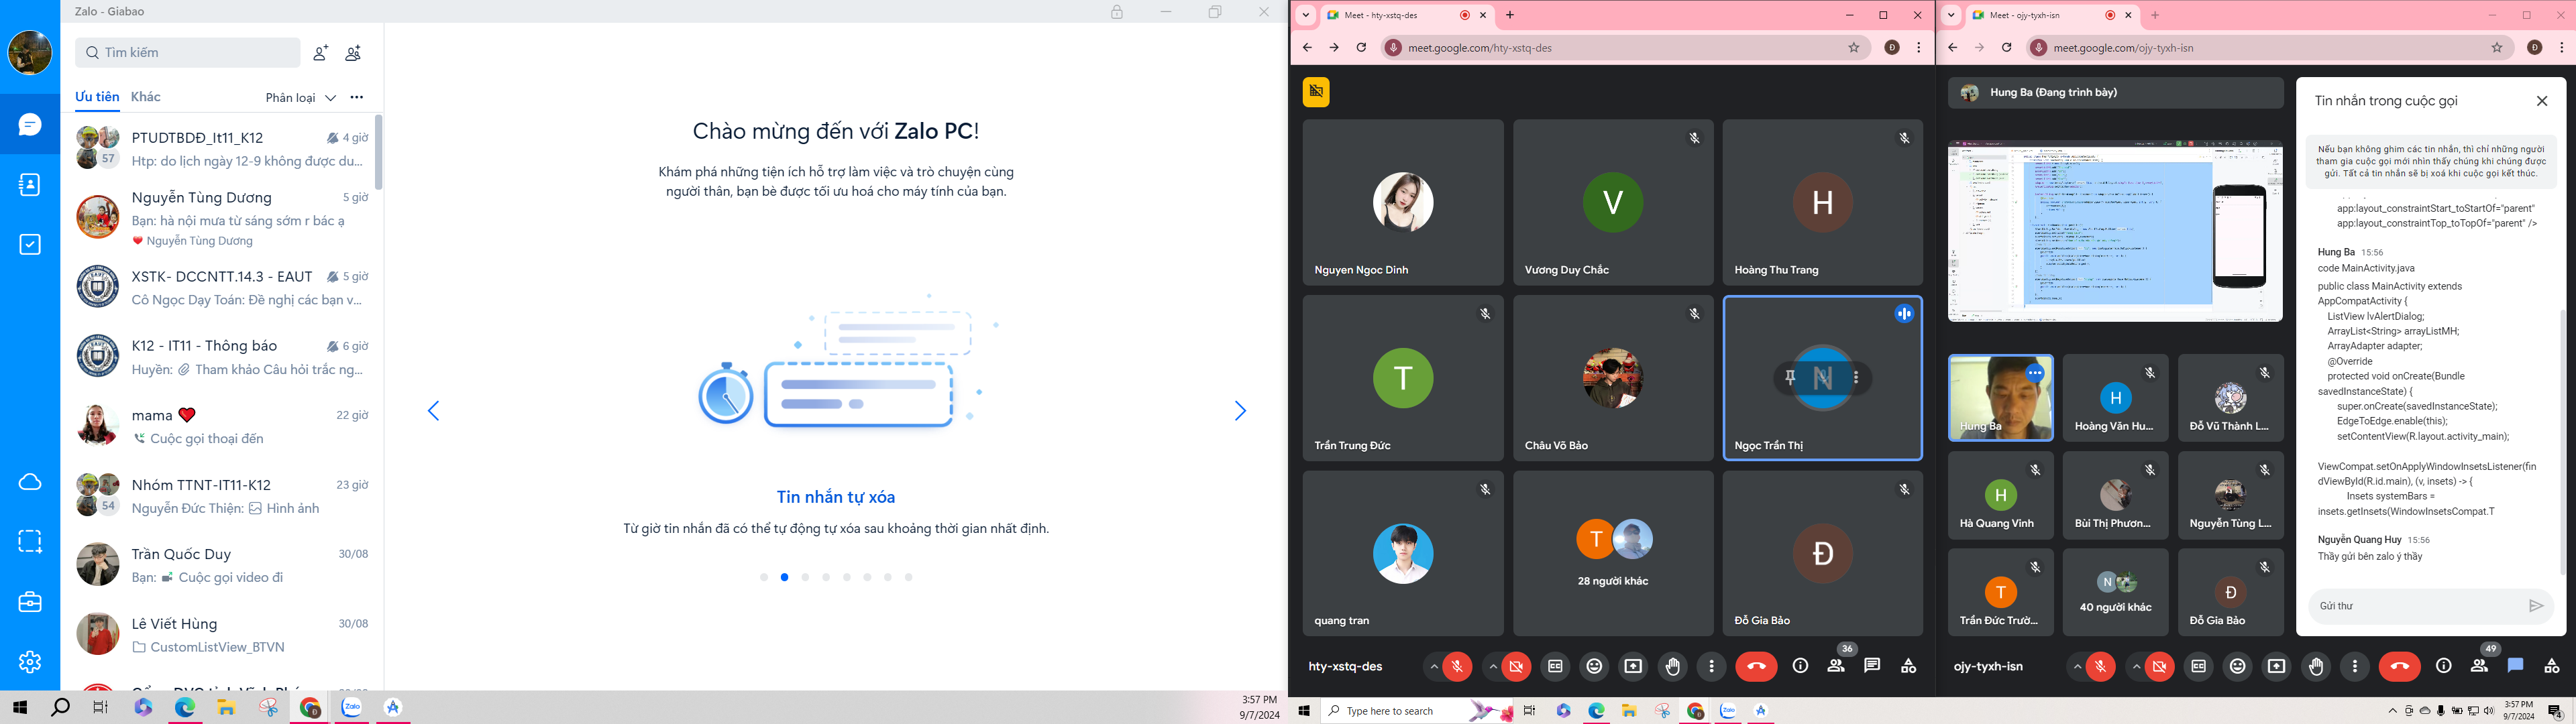 Zalo - Giabao
Tìm kiếm
Ưu tiên
Khác
Phân loại
PTUDTBDĐ_It11_K12
4 giờ
57
Htp: do lịch ngày 12-9 không được du...
Nguyễn Tùng Dương
5 giờ
Bạn: hà nội mưa từ sáng sớm r bác ạ
Nguyễn Tùng Dương
XSTK- DCCNTT.14.3 - EAUT
5 giờ
Cô Ngọc Dạy Toán: Đề nghị các bạn v...
K12 - IT11 - Thông báo
6 giờ
Huyền: Tham khảo Câu hỏi trắc ng...
mama
22 giờ
Cuộc gọi thoại đến
Nhóm TTNT-IT11-K12
23 giờ
54
Nguyễn Đức Thiện: Hình ảnh
Trần Quốc Duy
30/08
Bạn: Cuộc gọi video đi
Lê Viết Hùng
30/08
CustomListView_BTVN
Chào mừng đến với Zalo PC!
Khám phá những tiện ích hỗ trợ làm việc và trò chuyện cùng
người thân, bạn bè được tối ưu hoá cho máy tính của bạn.
Tin nhắn tự xóa
Từ giờ tin nhắn đã có thể tự động tự xóa sau khoảng thời gian nhất định.
Zalo
3:57 PM
9/7/2024
Meet - hty-xstq-des
meet.google.com/hty-xstq-des
Đ
Nguyen Ngoc Dinh
V
Vương Duy Chắc
H
Hoàng Thu Trang
T
Trần Trung Đức
Châu Võ Bảo
N
Ngọc Trần Thị
quang tran
T
28 người khác
Đ
Đỗ Gia Bảo
hty-xstq-des
36
Type here to search
Zalo
Meet - ojy-tyxh-isn
meet.google.com/ojy-tyxh-isn
Đ
Hung Ba (Đang trình bày)
Hung Ba
H
Hoàng Văn Hu...
Đỗ Vũ Thành L...
H
Hà Quang Vinh
Bùi Thị Phươn...
Nguyễn Tùng L...
T
Trần Đức Trườ...
N
40 người khác
Đ
Đỗ Gia Bảo
Tin nhắn trong cuộc gọi
Nếu bạn không ghim các tin nhắn, thì chỉ những người
tham gia cuộc gọi mới nhìn thấy chúng khi chúng được
gửi. Tất cả tin nhắn sẽ bị xoá khi cuộc gọi kết thúc.
app:layout_constraintStart_toStartOf="parent"
app:layout_constraintTop_toTopOf="parent" />
Hung Ba 15:56
code MainActivity.java
public class MainActivity extends
AppCompatActivity {
ListView lvAlertDialog;
ArrayList<String> arrayListMH;
ArrayAdapter adapter;
@Override
protected void onCreate(Bundle
savedInstanceState) {
super.onCreate(savedInstanceState);
EdgeToEdge.enable(this);
setContentView(R.layout.activity_main);
ViewCompat.setOnApplyWindowInsetsListener(fin
dViewById(R.id.main), (v, insets) -> {
Insets systemBars =
insets.getInsets(WindowInsetsCompat.T
Nguyễn Quang Huy 15:56
Thầy gửi bên zalo ý thầy
Gửi thư
ojy-tyxh-isn
49
3:57 PM
9/7/2024